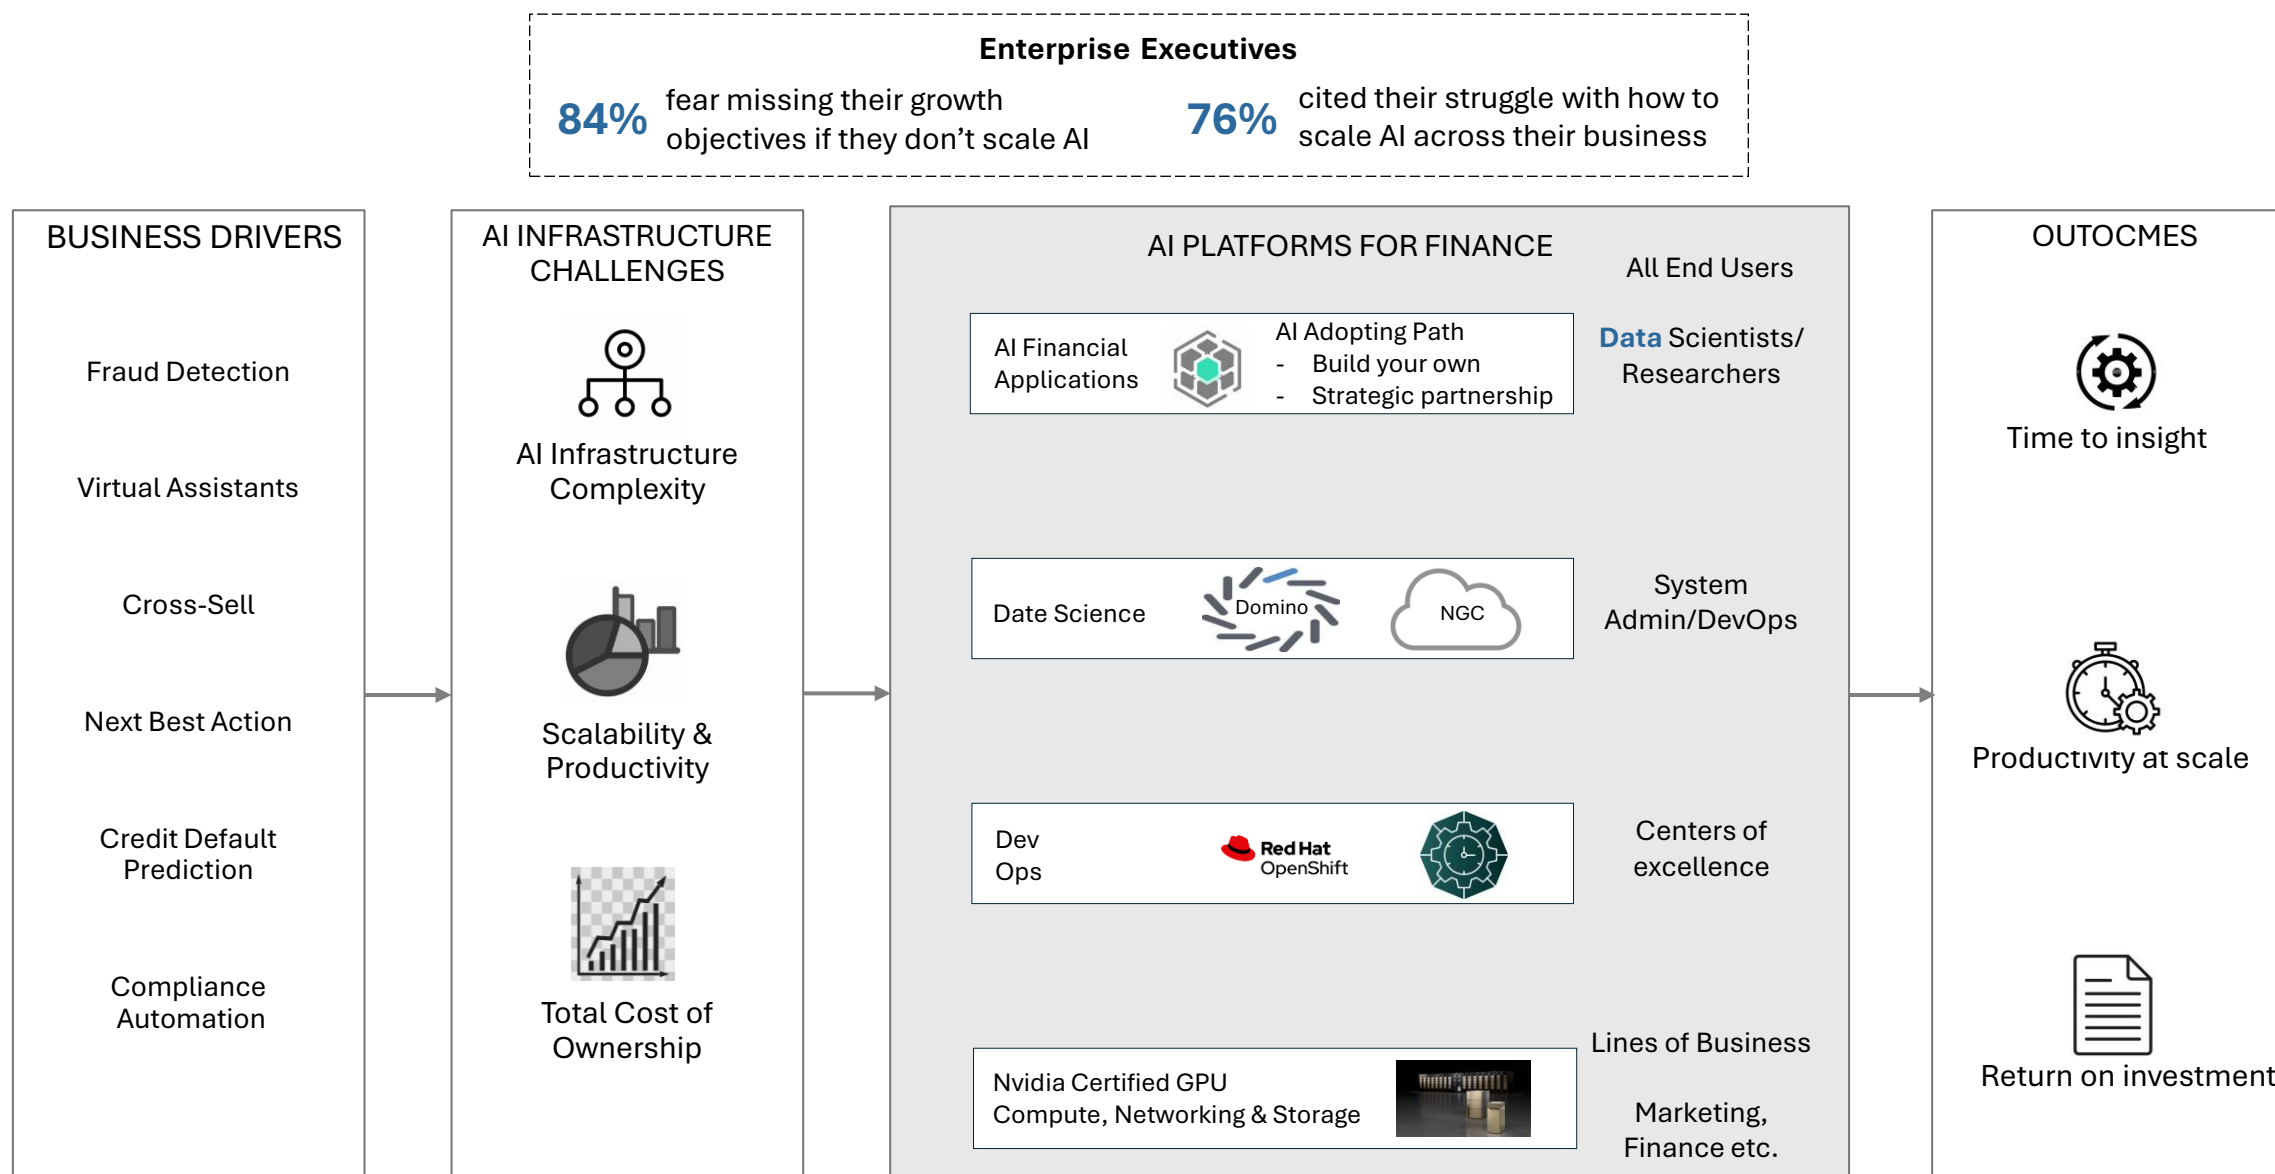 Enterprise Executives
84%
fear missing their growth
objectives if they don’t scale AI
76%
cited their struggle with how to
scale AI across their business
BUSINESS DRIVERS
Fraud Detection
Virtual Assistants
Cross-Sell
Next Best Action
Credit Default
Prediction
Compliance
Automation
AI INFRASTRUCTURE
CHALLENGES
AI Infrastructure
Complexity
Scalability &
Productivity
Total Cost of
Ownership
AI PLATFORMS FOR FINANCE
All End Users
AI Financial
Applications
AI Adopting Path
- Build your own
- Strategic partnership
Data Scientists/
Researchers
Date Science
Domino
NGC
System
Admin/DevOps
Dev
Ops
Red Hat
OpenShift
Centers of
excellence
Nvidia Certified GPU
Compute, Networking & Storage
Lines of Business
Marketing,
Finance etc.
OUTOCMES
Time to insight
Productivity at scale
Return on investment